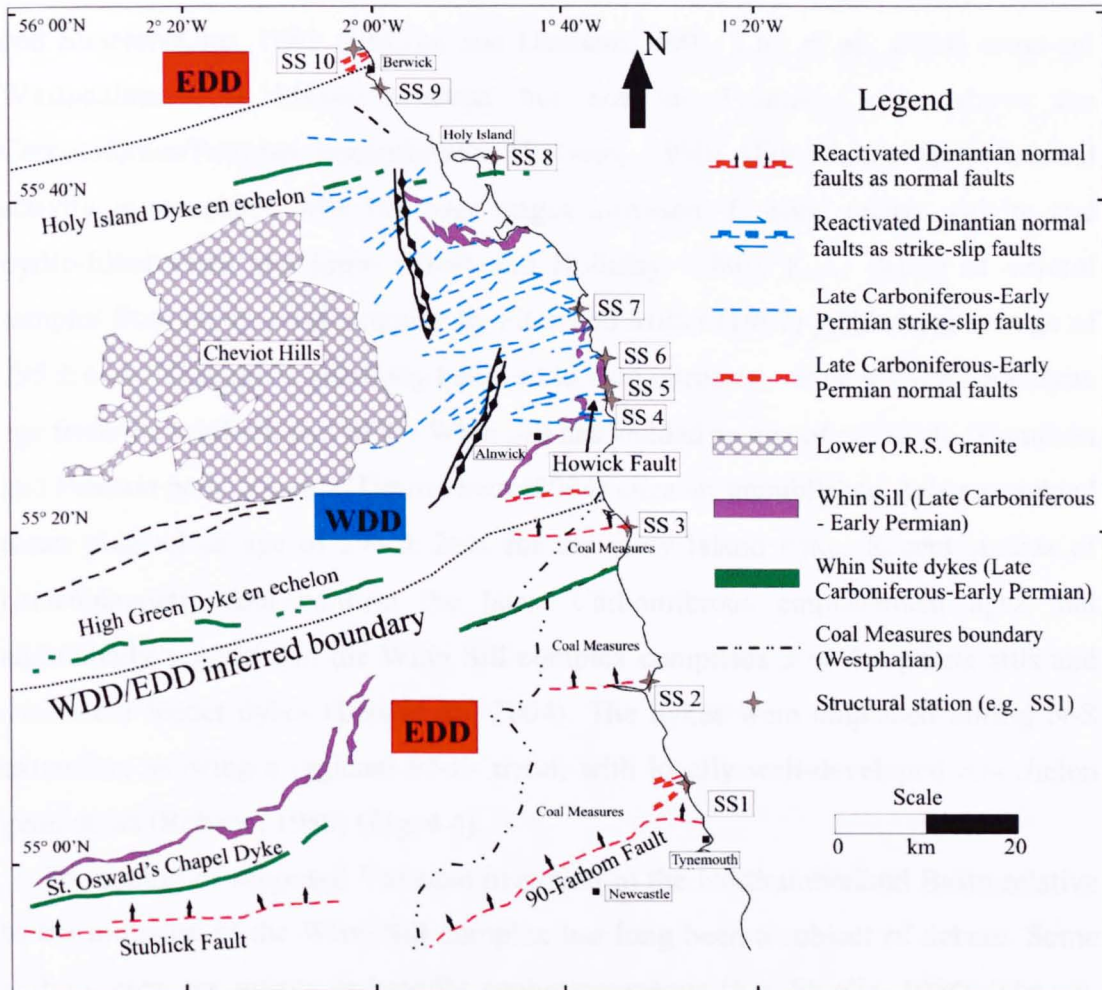 56° 00'N
2° 20'W
2° 00'W
1° 40'W
1° 20'W
EDD
SS 10
Berwick
SS 9
N
Legend
Holy Island
SS 8
55° 40'N
Holy Island Dyke en echelon
Reactivated Dinantian normal
faults as normal faults
Reactivated Dinantian normal
faults as strike-slip faults
SS 7
Late Carboniferous-Early
Permian strike-slip faults
Cheviot Hills
SS 6
SS 5
SS 4
Late Carboniferous-Early
Permian normal faults
Alnwick
Howick Fault
Lower O.R.S. Granite
55° 20'N
WDD
SS 3
Coal Measures
Whin Sill (Late Carboniferous
- Early Permian)
High Green Dyke en echelon
Whin Suite dykes (Late
Carboniferous-Early Permian)
WDD/EDD inferred boundary
Coal Measures
Coal Measures boundary
(Westphalian)
SS 2
Structural station (e.g. SS1)
EDD
SS1
Coal Measures
Scale
0 km 20
Tynemouth
55° 00'N
St. Oswald's Chapel Dyke
90-Fathom Fault
Newcastle
Stublick Fault